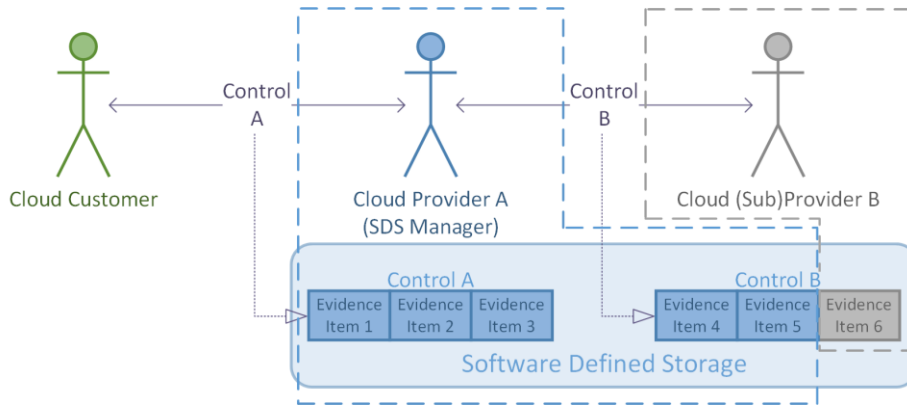 Control
A
Control
B
Cloud Customer
Cloud Provider A
(SDS Manager)
Cloud (Sub)Provider B
Control A
Control B
Evidence
Item 1
Evidence
Item 2
Evidence
Item 3
Evidence
Item 4
Evidence
Item 5
Evidence
Item 6
Software Defined Storage